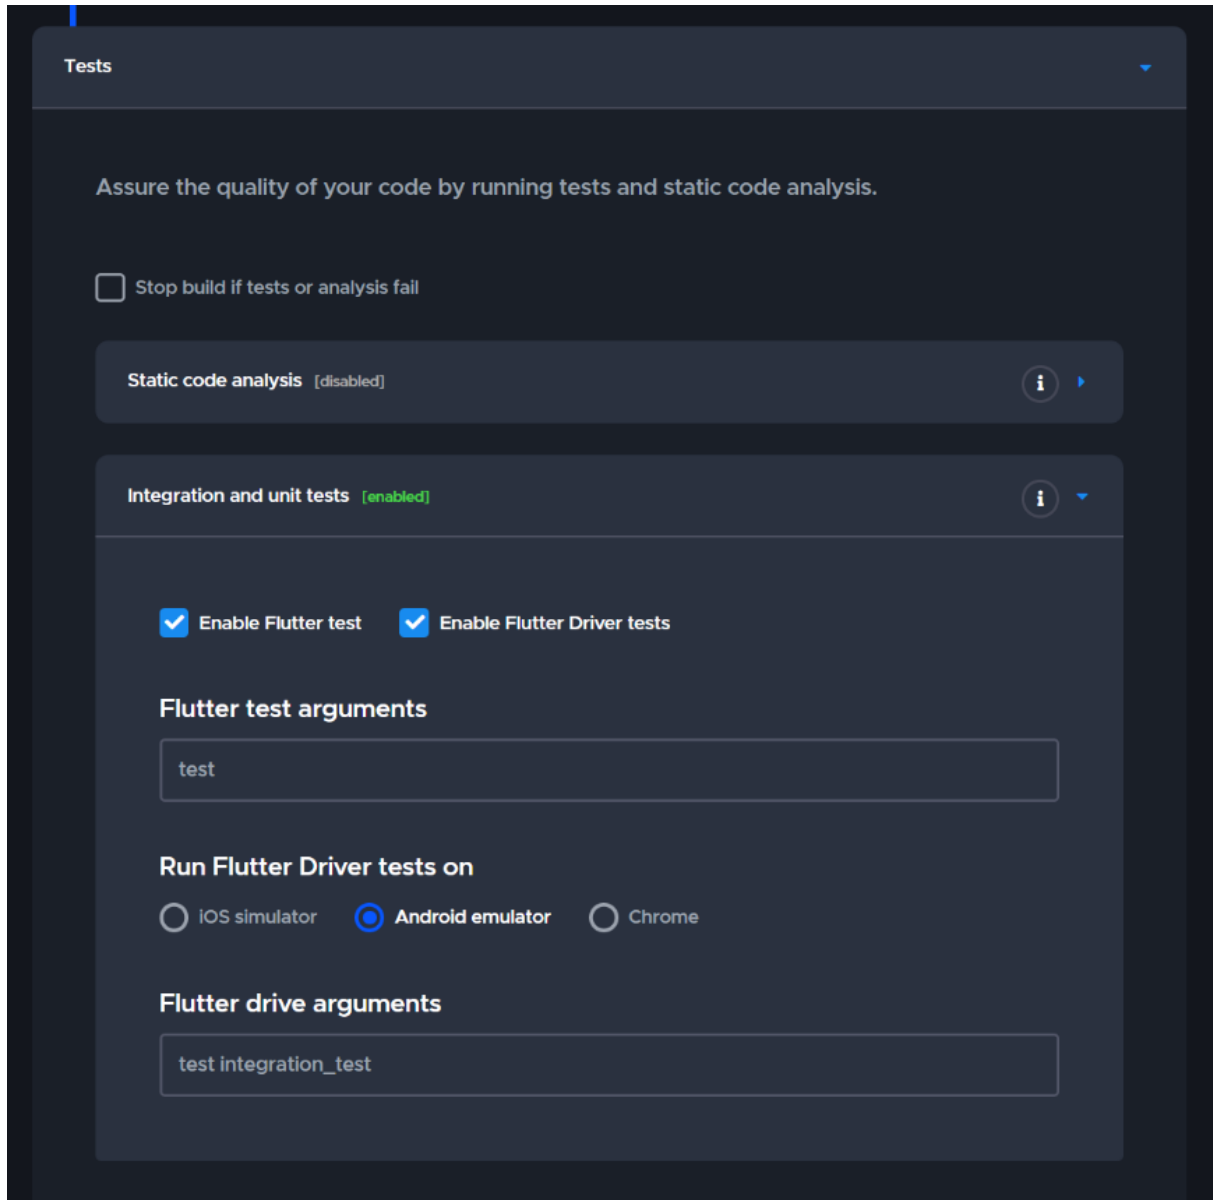 Tests
Assure the quality of your code by running tests and static code analysis.
Stop build if tests or analysis fail
Static code analysis [disabled]
Integration and unit tests [enabled]
Enable Flutter test Enable Flutter Driver tests
Flutter test arguments
test
Run Flutter Driver tests on
iOS simulator Android emulator Chrome
Flutter drive arguments
test integration_test